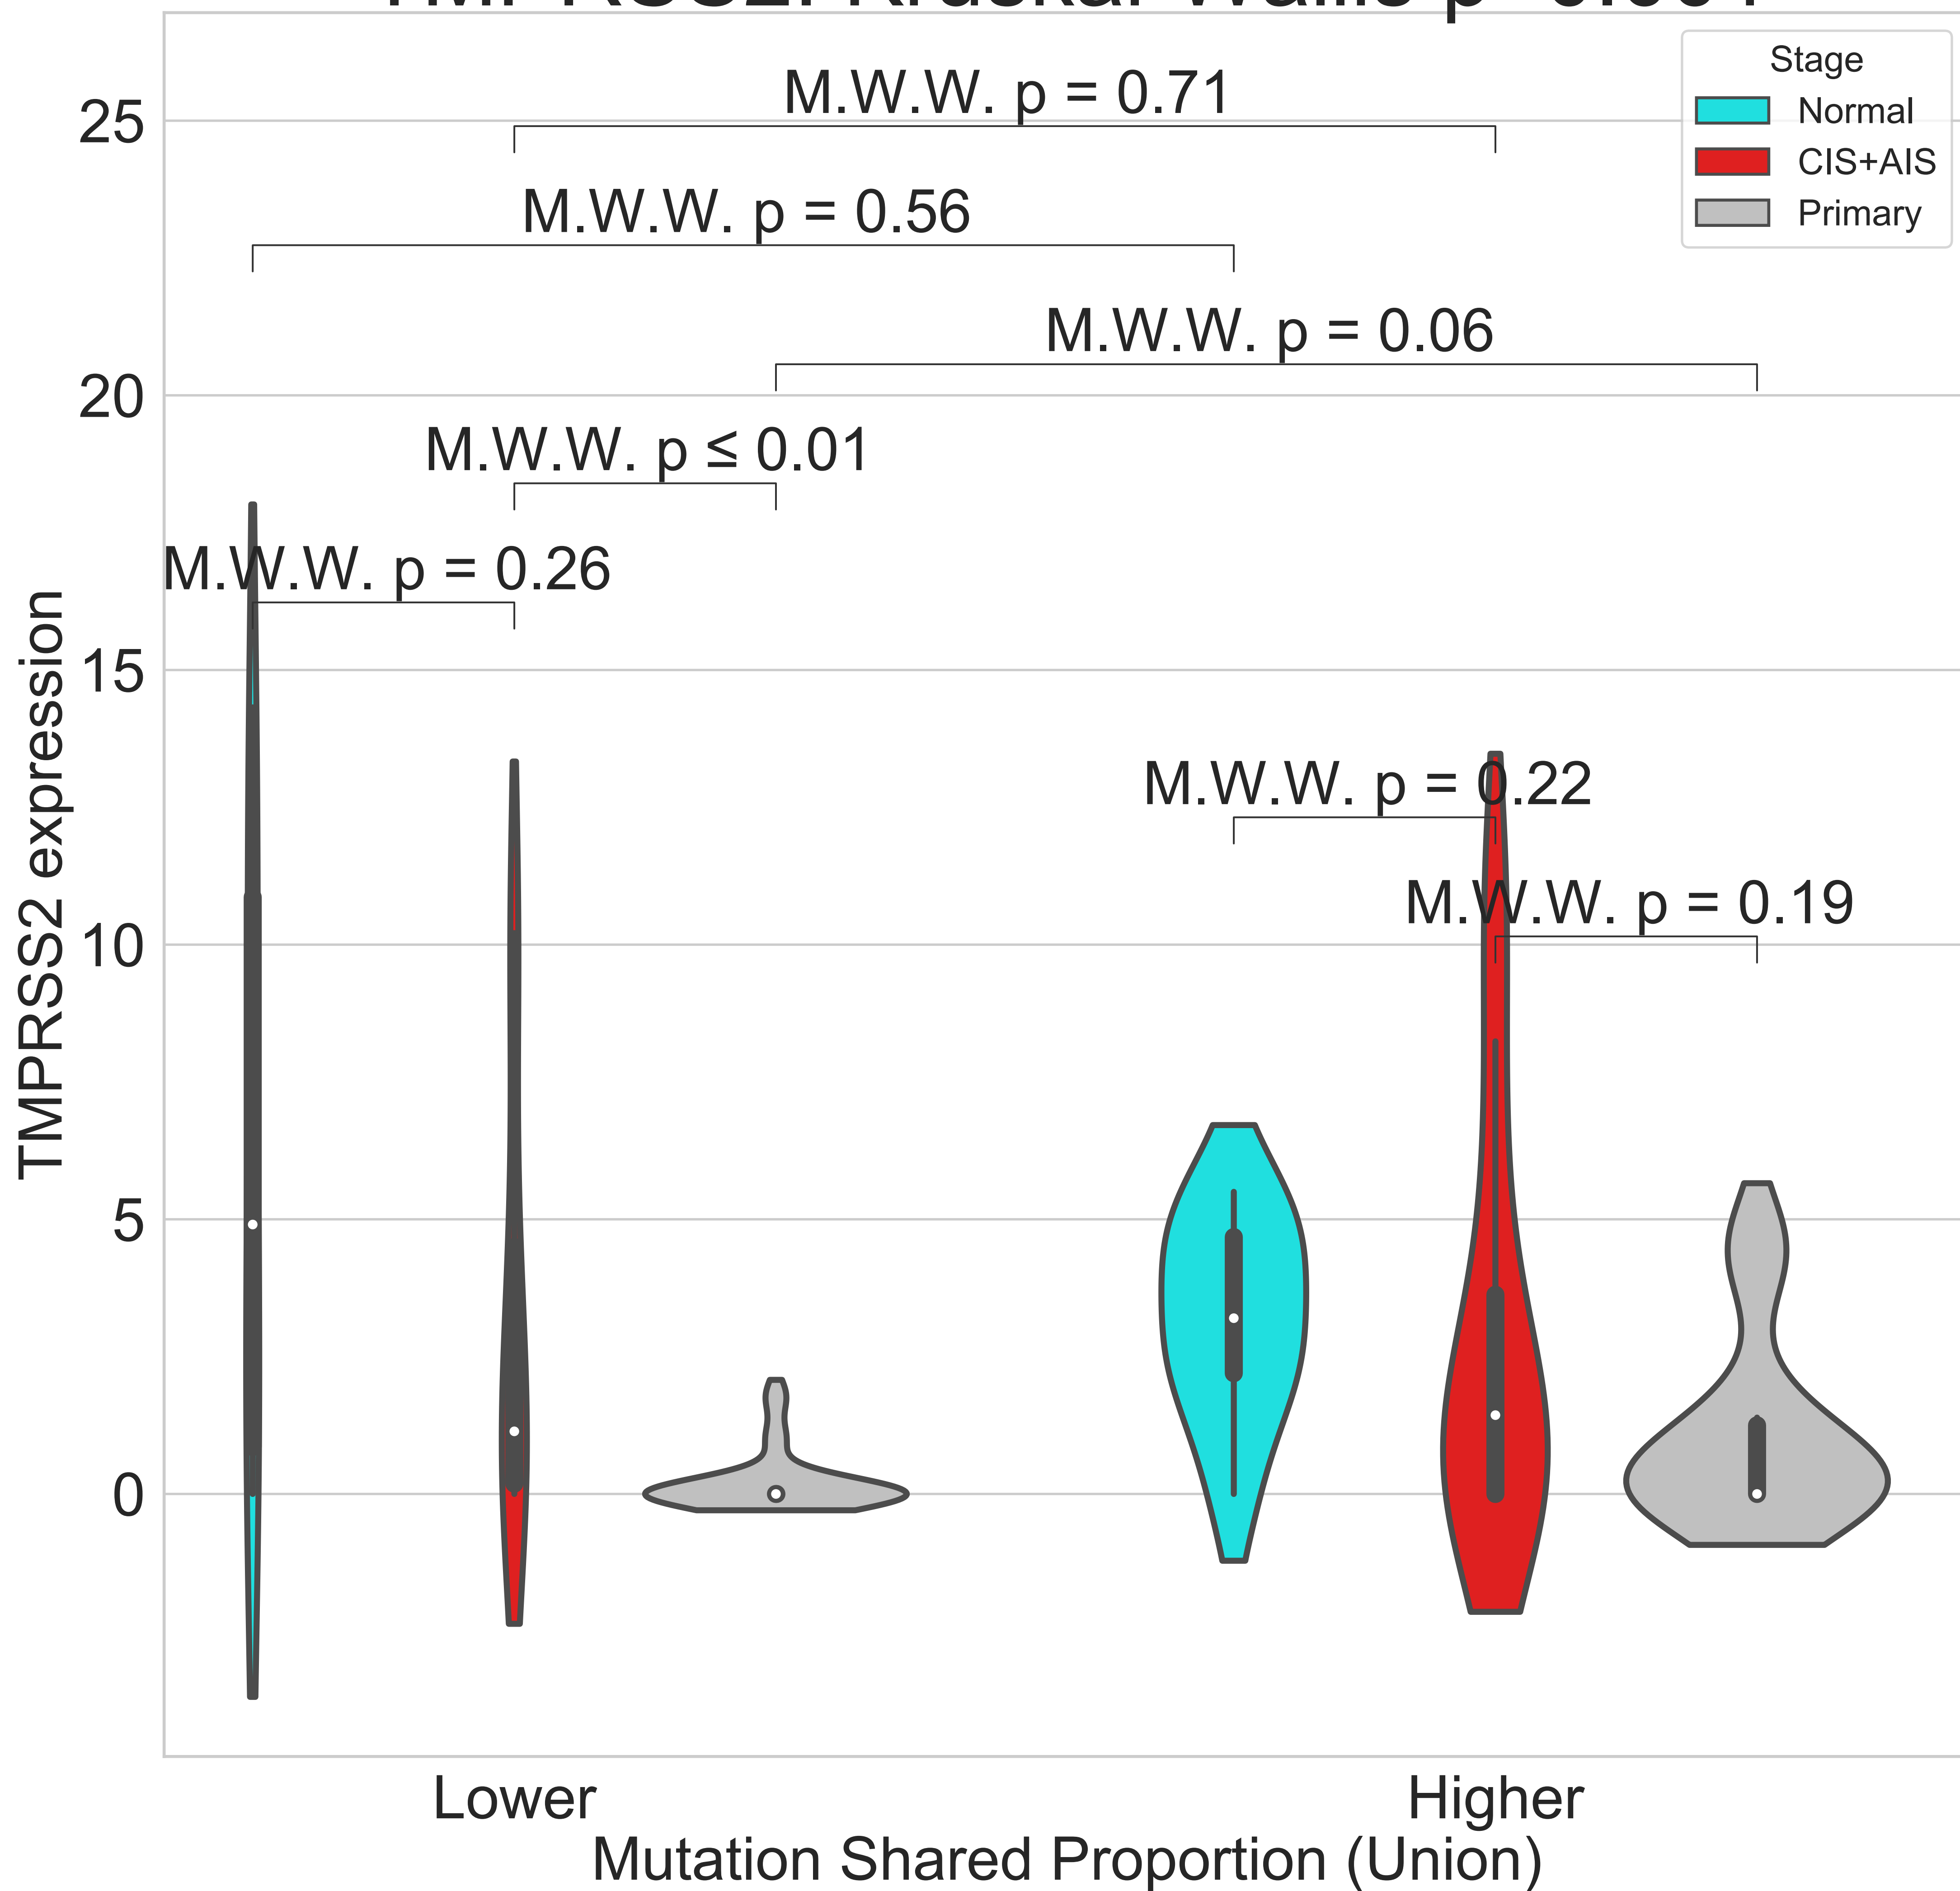 Stage
Normal
CIS+AIS
Primary
M.W.W. p = 0.71
M.W.W. p = 0.56
M.W.W. p = 0.06
M.W.W. p ≤ 0.01
M.W.W. p = 0.26
M.W.W. p = 0.22
M.W.W. p = 0.19
25
20
15
10
5
0
TMPRSS2 expression
Lower
Higher
Mutation Shared Proportion (Union)